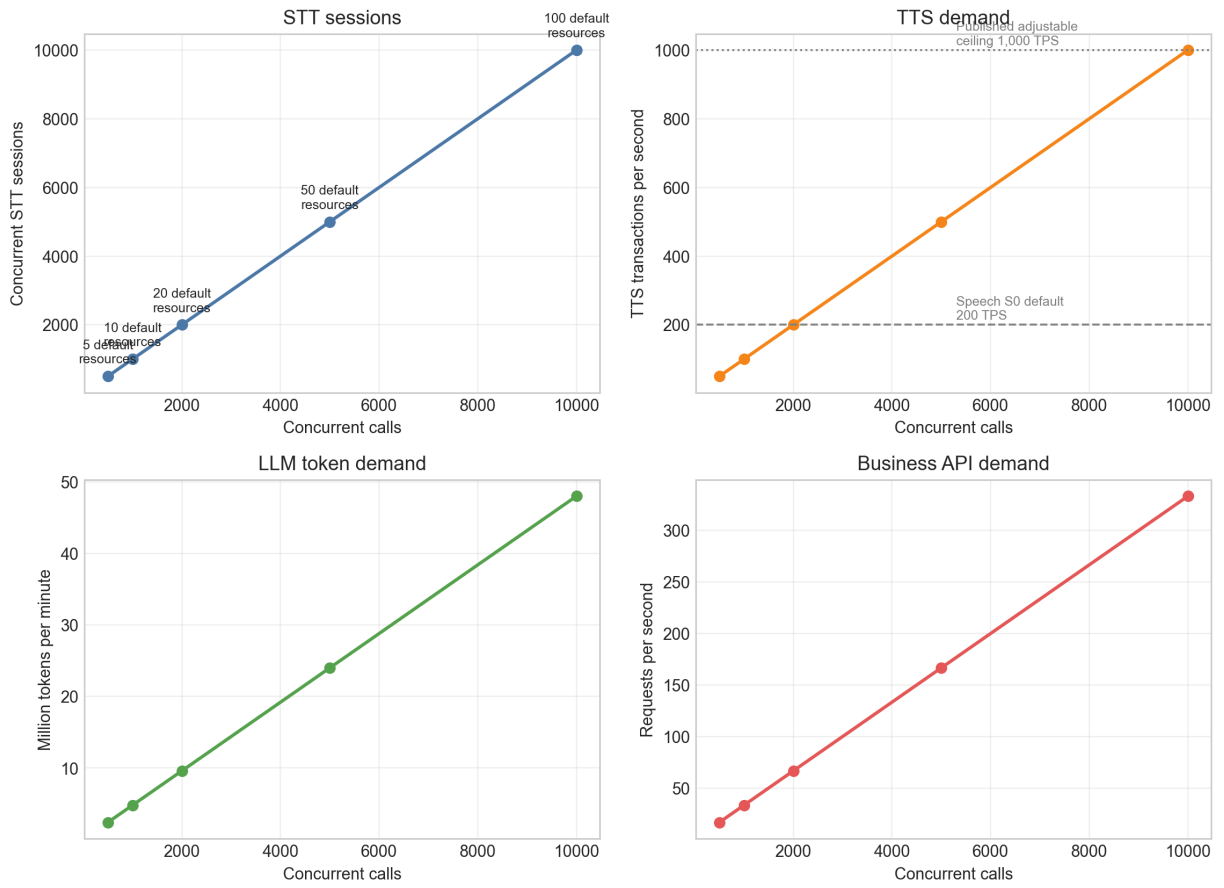 STT sessions
100 default
resources
50 default
resources
20 default
resources
10 default
resources
5 default
resources
10000
8000
6000
4000
2000
Concurrent STT sessions
2000 4000 6000 8000 10000
Concurrent calls
TTS demand
Published adjustable
ceiling 1,000 TPS
Speech S0 default
200 TPS
1000
800
600
400
200
TTS transactions per second
2000 4000 6000 8000 10000
Concurrent calls
LLM token demand
50
40
30
20
10
Million tokens per minute
2000 4000 6000 8000 10000
Concurrent calls
Business API demand
300
250
200
150
100
50
Requests per second
2000 4000 6000 8000 10000
Concurrent calls